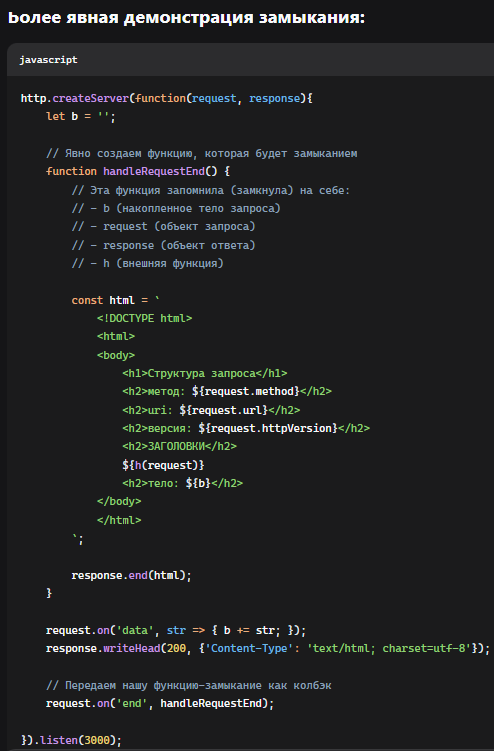 Более явная демонстрация замыкания:
javascript
http.createServer(function(request, response){
    let b = '';

    // Явно создаем функцию, которая будет замыканием
    function handleRequestEnd() {
        // Эта функция запомнила (замкнула) на себе:
        // - b (накопленное тело запроса)
        // - request (объект запроса)
        // - response (объект ответа)
        // - h (внешняя функция)

        const html = `
            <!DOCTYPE html>
            <html>
            <body>
                <h1>Структура запроса</h1>
                <h2>метод: ${request.method}</h2>
                <h2>uri: ${request.url}</h2>
                <h2>версия: ${request.httpVersion}</h2>
                <h2>ЗАГОЛОВКИ</h2>
                ${h(request)}
                <h2>тело: ${b}</h2>
            </body>
            </html>
        `;

        response.end(html);
    }

    request.on('data', str => { b += str; });
    response.writeHead(200, {'Content-Type': 'text/html; charset=utf-8'});

    // Передаем нашу функцию-замыкание как колбэк
    request.on('end', handleRequestEnd);

}).listen(3000);